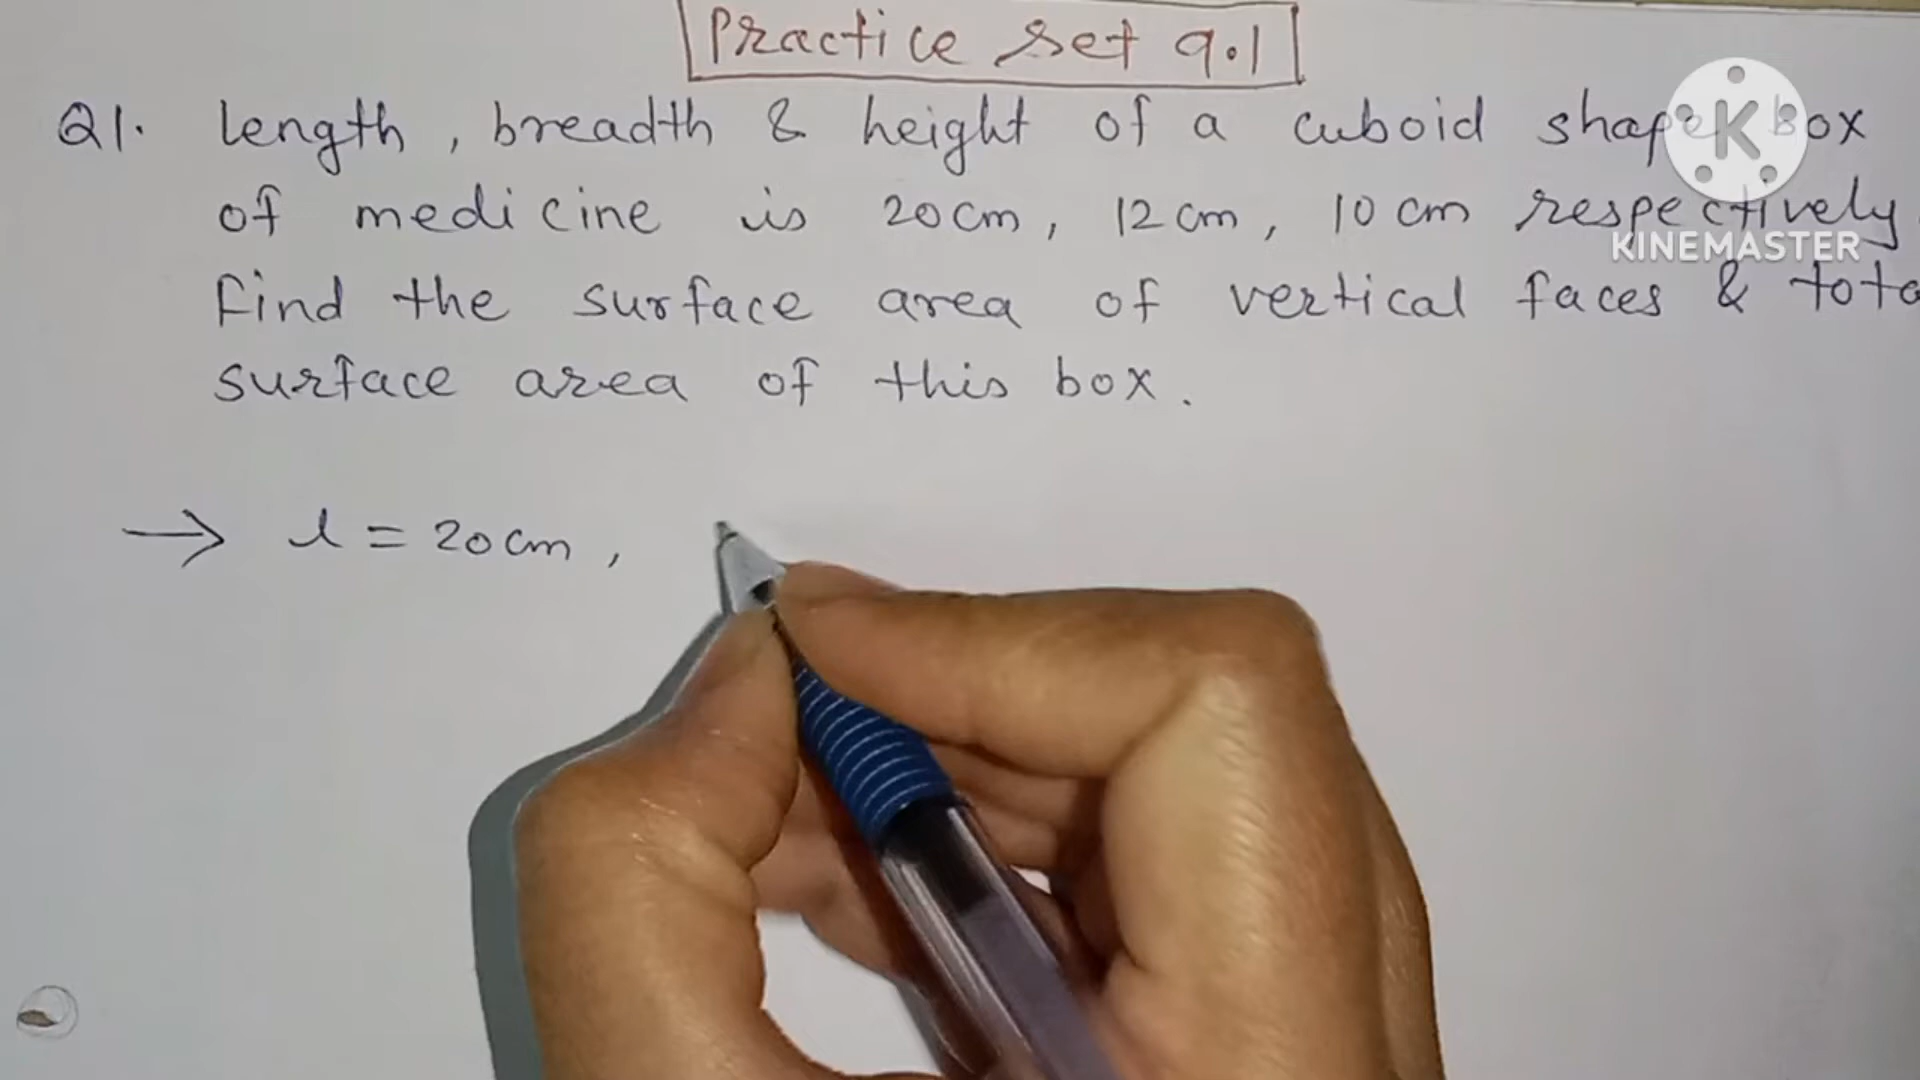 Practice set 9.1
Q1. length, breadth & height of a cuboid shape box
of medicine is 20cm, 12cm, 10cm respectively.
Find the surface area of vertical faces & tota
surface area of this box.
→ l = 20cm,
K
KINEMASTER